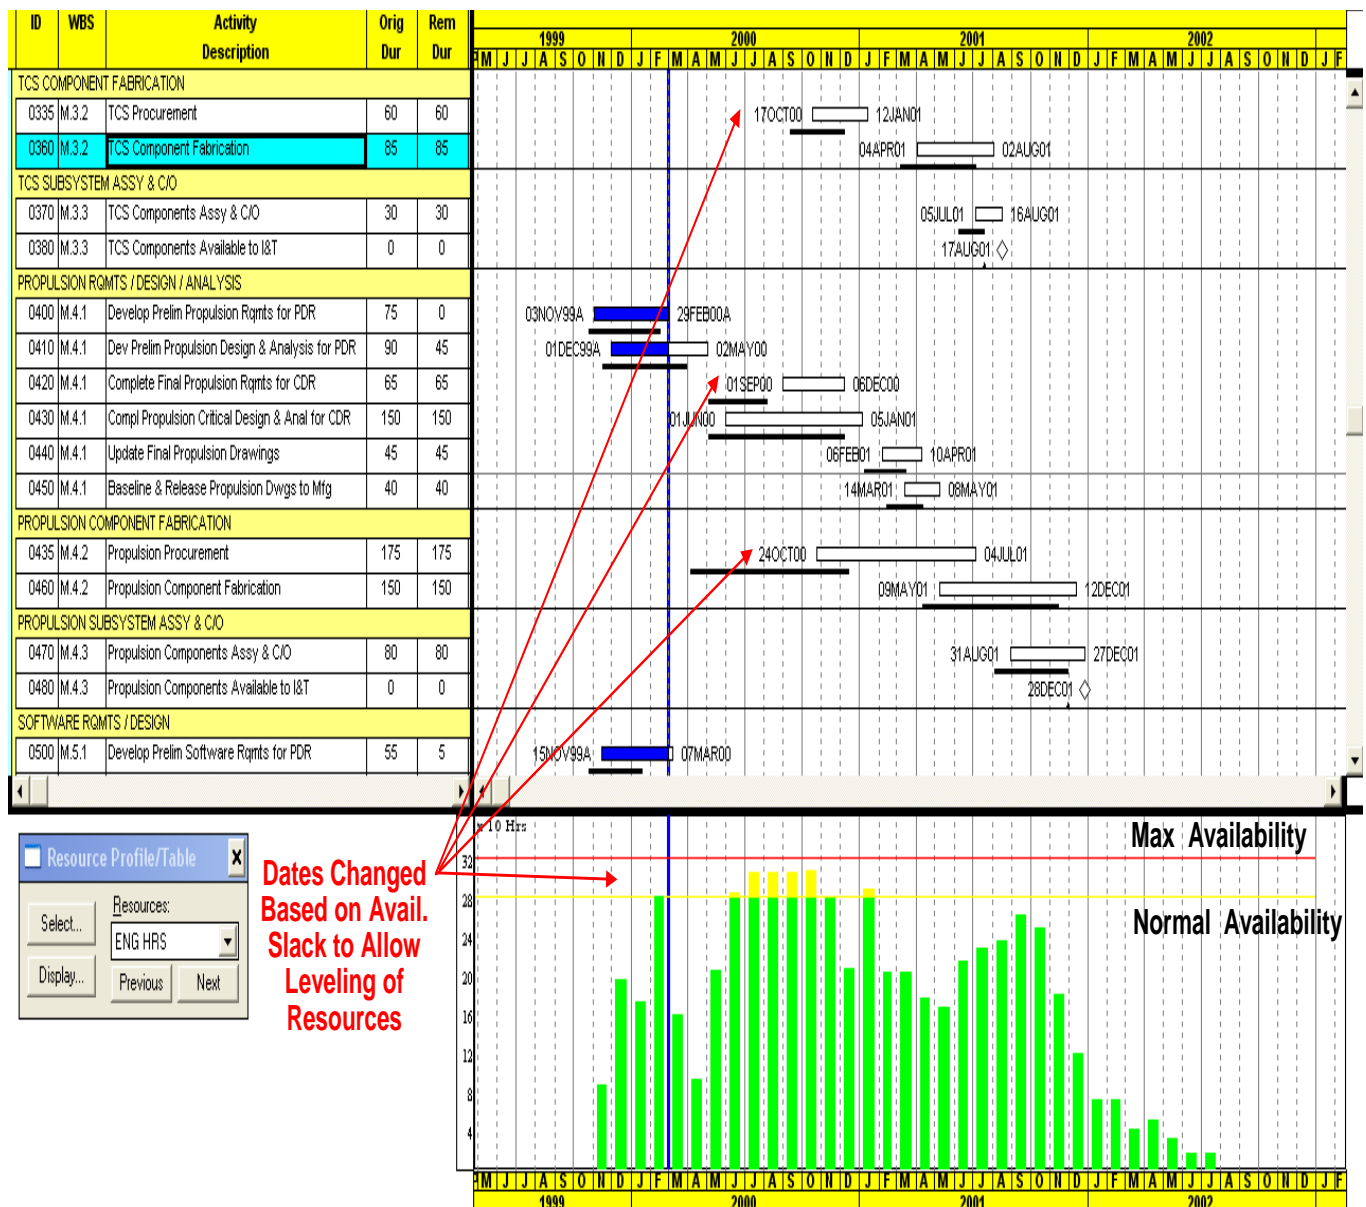 ID WBS Activity Description Orig Dur Rem Dur
1999 2000 2001 2002
M J J A S O N D J F M A M J J A S O N D J F M A M J J A S O N D J F M A M J J A S O N D J F
TCS COMPONENT FABRICATION
0335 M.3.2 TCS Procurement 60 60 17OCT00 12JAN01
0360 M.3.2 TCS Component Fabrication 85 85 04APR01 02AUG01
TCS SUBSYSTEM ASSY & C/O
0370 M.3.3 TCS Components Assy & C/O 30 30 05JUL01 16AUG01
0380 M.3.3 TCS Components Available to I&T 0 0 17AUG01
PROPULSION RQMTS / DESIGN / ANALYSIS
0400 M.4.1 Develop Prelim Propulsion Rqmts for PDR 75 0 03NOV99A 29FEB00A
0410 M.4.1 Dev Prelim Propulsion Design & Analysis for PDR 90 45 01DEC99A 02MAY00
0420 M.4.1 Complete Final Propulsion Rqmts for CDR 65 65 01SEP00 06DEC00
0430 M.4.1 Compl Propulsion Critical Design & Anal for CDR 150 150 01JUN00 05JAN01
0440 M.4.1 Update Final Propulsion Drawings 45 45 06FEB01 10APR01
0450 M.4.1 Baseline & Release Propulsion Dwgs to Mfg 40 40 14MAR01 08MAY01
PROPULSION COMPONENT FABRICATION
0435 M.4.2 Propulsion Procurement 175 175 24OCT00 04JUL01
0460 M.4.2 Propulsion Component Fabrication 150 150 09MAY01 12DEC01
PROPULSION SUBSYSTEM ASSY & C/O
0470 M.4.3 Propulsion Components Assy & C/O 80 80 31AUG01 27DEC01
0480 M.4.3 Propulsion Components Available to I&T 0 0 28DEC01
SOFTWARE RQMTS / DESIGN
0500 M.5.1 Develop Prelim Software Rqmts for PDR 55 5 15NOV99A 07MAR00
Resource Profile/Table
Select...
Resources:
ENG HRS
Display...
Previous Next
Dates Changed
Based on Avail.
Slack to Allow
Leveling of
Resources
x 10 Hrs
Max Availability
Normal Availability
32
28
24
20
16
12
8
4
M J J A S O N D J F M A M J J A S O N D J F M A M J J A S O N D J F M A M J J A S O N D J F
1999 2000 2001 2002